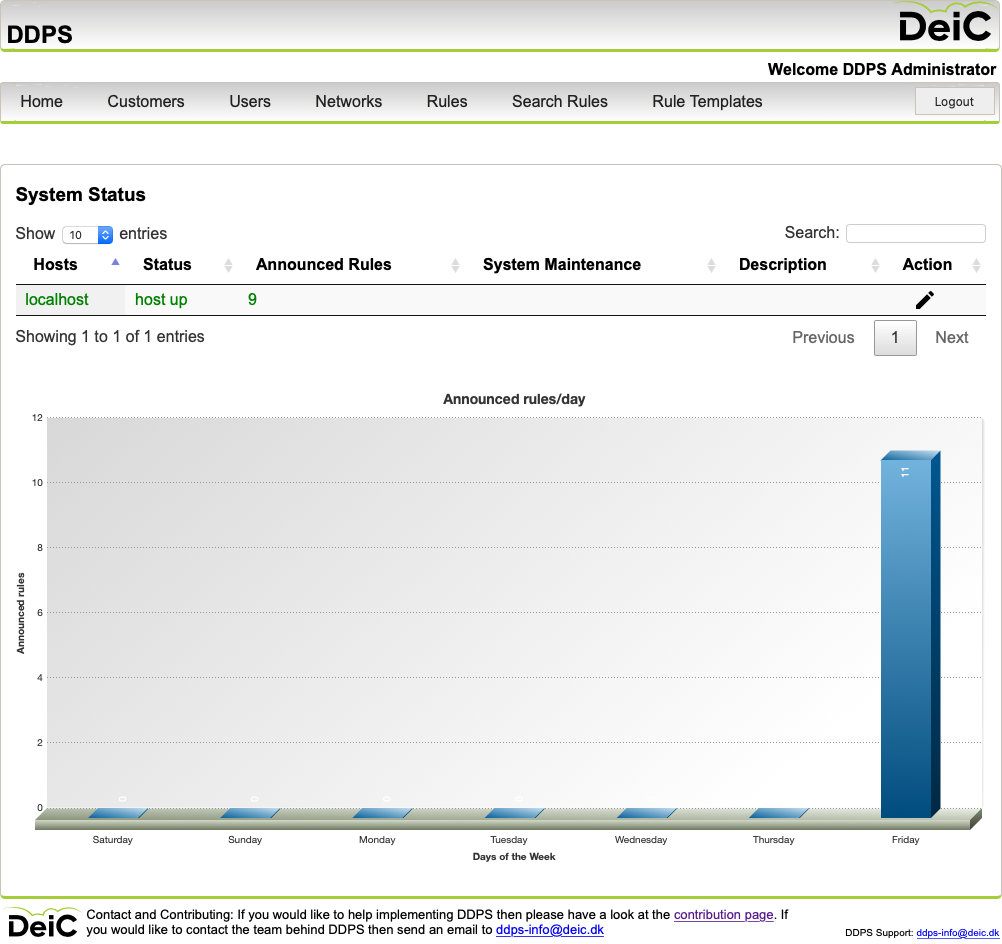 DDPS
DeiC
Welcome DDPS Administrator
Home Customers Users Networks Rules Search Rules Rule Templates Logout
System Status
Show 10 entries Search:
Hosts Status Announced Rules System Maintenance Description Action
localhost host up 9
Showing 1 to 1 of 1 entries Previous 1 Next
Announced rules/day
12
11
10
8
6
Announced rules
4
2
0
0 0 0 0
Saturday Sunday Monday Tuesday Wednesday Thursday Friday
Days of the Week
DeiC
Contact and Contributing: If you would like to help implementing DDPS then please have a look at the contribution page. If
you would like to contact the team behind DDPS then send an email to ddps-info@deic.dk
DDPS Support: ddps-info@deic.dk